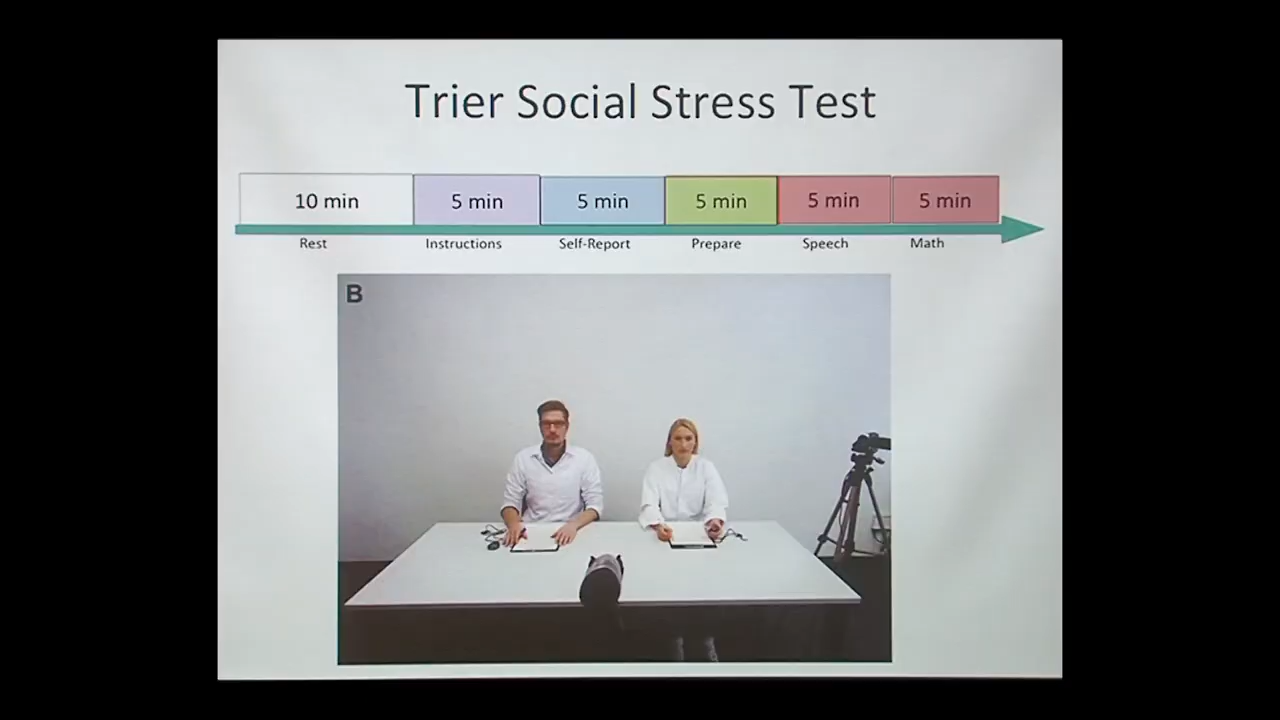 Trier Social Stress Test
10 min 5 min 5 min 5 min 5 min 5 min
Rest Instructions Self-Report Prepare Speech Math
B